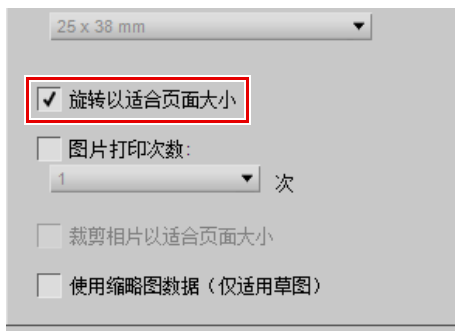 25 x 38 mm
旋转以适合页面大小
图片打印次数:
1 次
裁剪相片以适合页面大小
使用缩略图数据（仅适用草图）